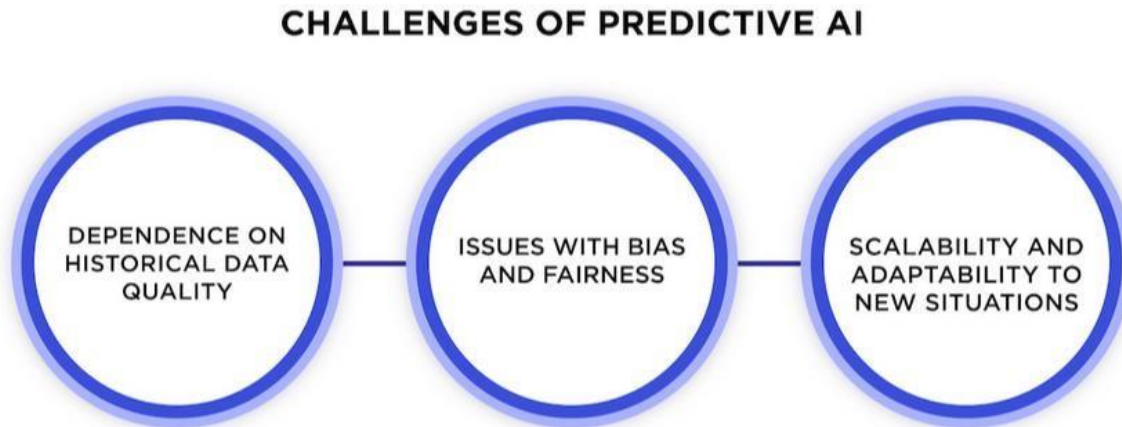 CHALLENGES OF PREDICTIVE AI
DEPENDENCE ON
HISTORICAL DATA
QUALITY
ISSUES WITH BIAS
AND FAIRNESS
SCALABILITY AND
ADAPTABILITY TO
NEW SITUATIONS